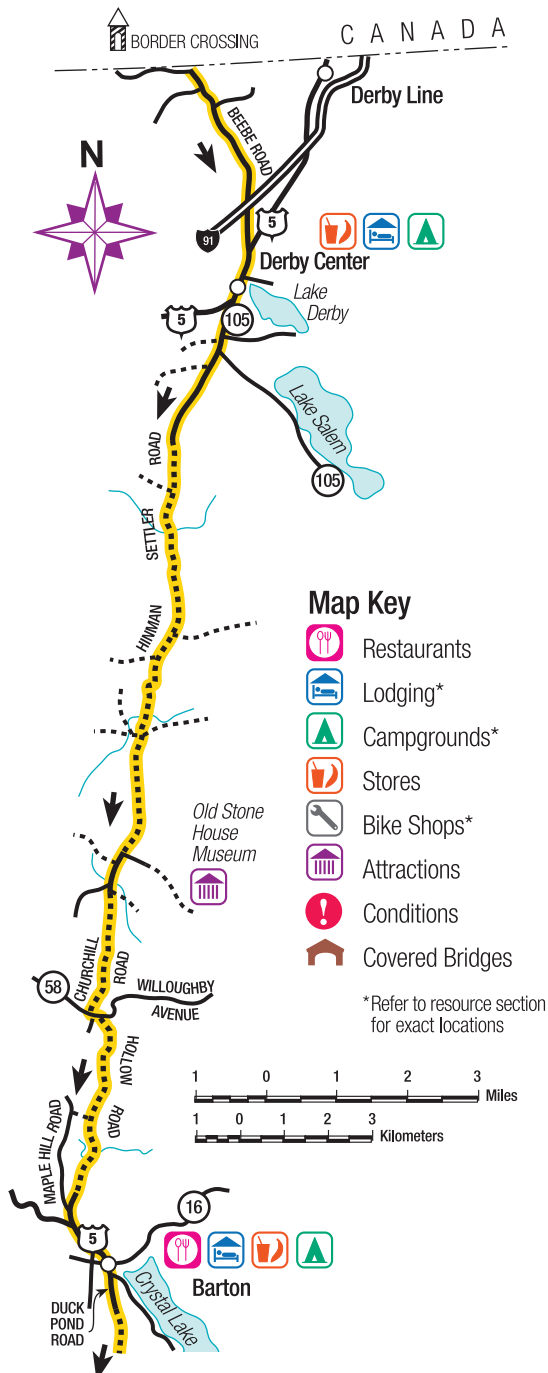 BORDER CROSSING
CANADA
Derby Line
BEEBE ROAD
N
5
91
Derby Center
Lake
Derby
5
105
Lake Salem
105
HINMAN SETTLER ROAD
Map Key
Restaurants
Lodging*
Campgrounds*
Stores
Bike Shops*
Attractions
! Conditions
Covered Bridges
*Refer to resource section
for exact locations
Old Stone
House
Museum
CHURCHILL
ROAD
58
WILLOUGHBY
AVENUE
HOLLOW ROAD
1 0 1 2 3
Miles
1 0 1 2 3
Kilometers
MAPLE HILL ROAD
16
5
Barton
Crystal Lake
DUCK
POND
ROAD